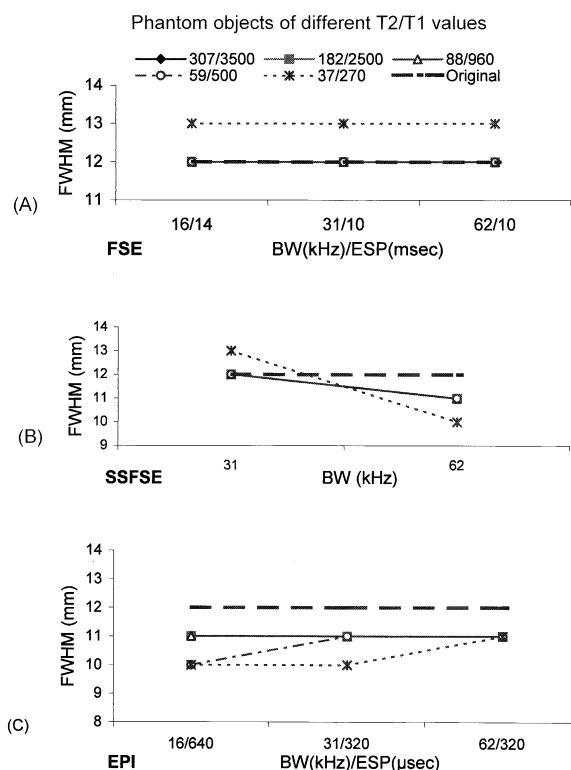 Phantom objects of different T2/T1 values
307/3500 182/2500 88/960
59/500 37/270 Original
14
13
12
11
FWHM (mm)
(A)
16/14 31/10 62/10
FSE BW(kHz)/ESP(msec)
14
13
12
11
10
9
FWHM (mm)
(B)
31 62
SSFSE BW (kHz)
14
13
12
11
10
9
8
FWHM (mm)
(C)
16/640 31/320 62/320
EPI BW(kHz)/ESP(µsec)